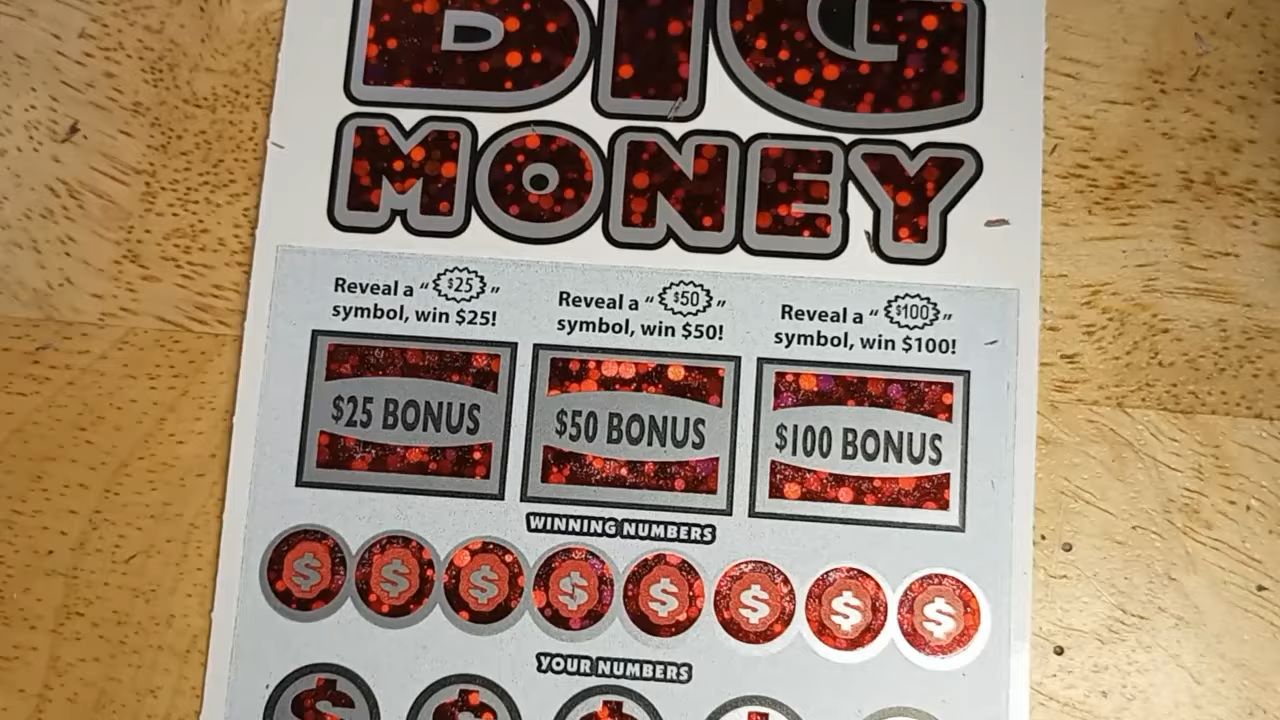 BIG
MONEY
Reveal a "$25"
symbol, win $25!
Reveal a "$50"
symbol, win $50!
Reveal a "$100"
symbol, win $100!
$25 BONUS
$50 BONUS
$100 BONUS
WINNING NUMBERS
$ $ $ $ $ $ $ $
YOUR NUMBERS